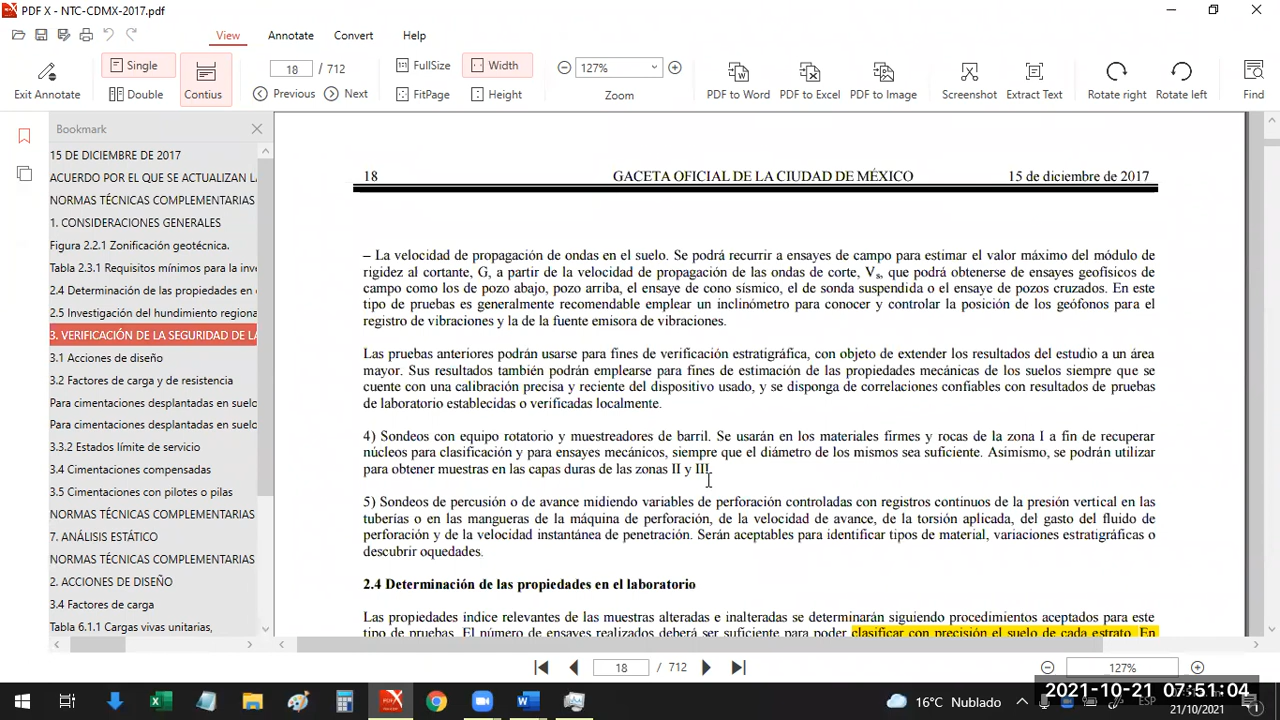 PDF X - NTC-CDMX-2017.pdf
View Annotate Convert Help
Exit Annotate
Single
Double
Contius
18 / 712
Previous Next
FullSize
FitPage
Width
Height
127%
Zoom
PDF to Word
PDF to Excel
PDF to Image
Screenshot
Extract Text
Rotate right
Rotate left
Find
Bookmark
15 DE DICIEMBRE DE 2017
ACUERDO POR EL QUE SE ACTUALIZAN LA
NORMAS TÉCNICAS COMPLEMENTARIAS
1. CONSIDERACIONES GENERALES
Figura 2.2.1 Zonificación geotécnica.
Tabla 2.3.1 Requisitos mínimos para la inve
2.4 Determinación de las propiedades en
2.5 Investigación del hundimiento regiona
3. VERIFICACIÓN DE LA SEGURIDAD DE LA
3.1 Acciones de diseño
3.2 Factores de carga y de resistencia
Para cimentaciones desplantadas en suelo
Para cimentaciones desplantadas en suelo
3.3.2 Estados límite de servicio
3.4 Cimentaciones compensadas
3.5 Cimentaciones con pilotes o pilas
NORMAS TÉCNICAS COMPLEMENTARIAS
7. ANÁLISIS ESTÁTICO
NORMAS TÉCNICAS COMPLEMENTARIAS
2. ACCIONES DE DISEÑO
3.4 Factores de carga
Tabla 6.1.1 Cargas vivas unitarias,
18 GACETA OFICIAL DE LA CIUDAD DE MÉXICO 15 de diciembre de 2017
– La velocidad de propagación de ondas en el suelo. Se podrá recurrir a ensayes de campo para estimar el valor máximo del módulo de
rigidez al cortante, G, a partir de la velocidad de propagación de las ondas de corte, Vs, que podrá obtenerse de ensayes geofísicos de
campo como los de pozo abajo, pozo arriba, el ensaye de cono sísmico, el de sonda suspendida o el ensaye de pozos cruzados. En este
tipo de pruebas es generalmente recomendable emplear un inclinómetro para conocer y controlar la posición de los geófonos para el
registro de vibraciones y la de la fuente emisora de vibraciones.
Las pruebas anteriores podrán usarse para fines de verificación estratigráfica, con objeto de extender los resultados del estudio a un área
mayor. Sus resultados también podrán emplearse para fines de estimación de las propiedades mecánicas de los suelos siempre que se
cuente con una calibración precisa y reciente del dispositivo usado, y se disponga de correlaciones confiables con resultados de pruebas
de laboratorio establecidas o verificadas localmente.
4) Sondeos con equipo rotatorio y muestreadores de barril. Se usarán en los materiales firmes y rocas de la zona I a fin de recuperar
núcleos para clasificación y para ensayes mecánicos, siempre que el diámetro de los mismos sea suficiente. Asimismo, se podrán utilizar
para obtener muestras en las capas duras de las zonas II y III.
5) Sondeos de percusión o de avance midiendo variables de perforación controladas con registros continuos de la presión vertical en las
tuberías o en las mangueras de la máquina de perforación, de la velocidad de avance, de la torsión aplicada, del gasto del fluido de
perforación y de la velocidad instantánea de penetración. Serán aceptables para identificar tipos de material, variaciones estratigráficas o
descubrir oquedades.
2.4 Determinación de las propiedades en el laboratorio
Las propiedades índice relevantes de las muestras alteradas e inalteradas se determinarán siguiendo procedimientos aceptados para este
tipo de pruebas. El número de ensayes realizados deberá ser suficiente para poder clasificar con precisión el suelo de cada estrato. En
18 / 712
127%
2021-10-21 07:51:04
16°C Nublado
ESP
21/10/2021